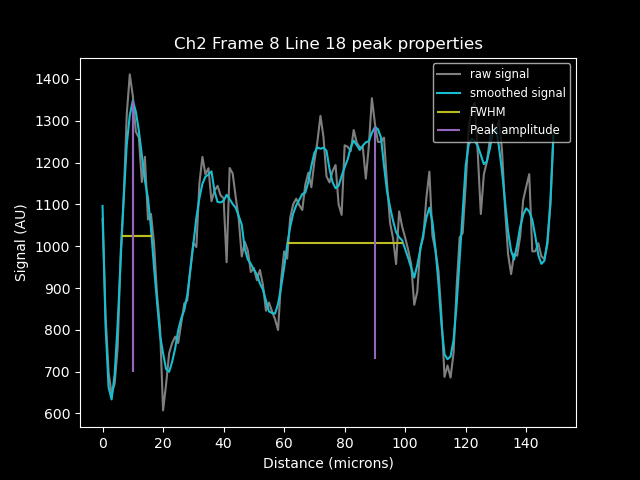 Ch2 Frame 8 Line 18 peak properties
raw signal
smoothed signal
FWHM
Peak amplitude
Signal (AU)
1400
1300
1200
1100
1000
900
800
700
600
0 20 40 60 80 100 120 140
Distance (microns)